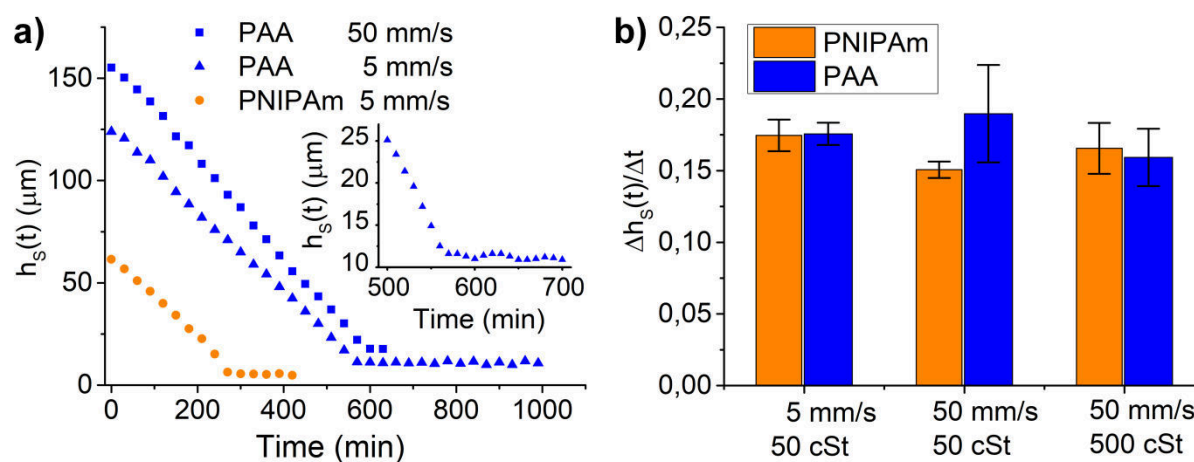 a)
PAA 50 mm/s
PAA 5 mm/s
PNIPAm 5 mm/s
150
100
50
0
hS(t) (μm)
0 200 400 600 800 1000
Time (min)
25
20
15
10
hS(t) (μm)
500 600 700
Time (min)
b)
PNIPAm
PAA
0,25
0,20
0,15
0,10
0,05
0,00
ΔhS(t)/Δt
5 mm/s 50 mm/s 50 mm/s
50 cSt 50 cSt 500 cSt